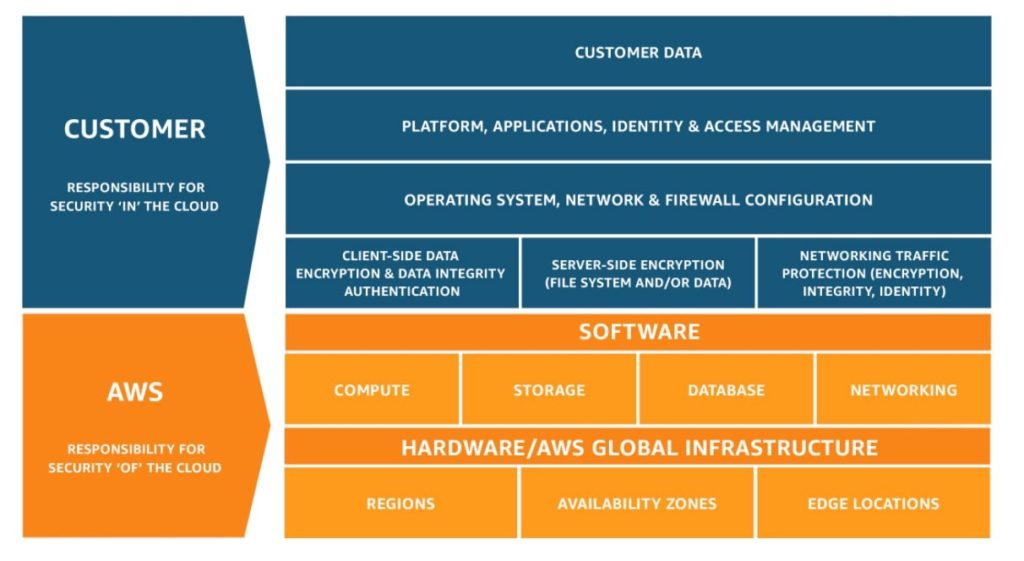 CUSTOMER
RESPONSIBILITY FOR
SECURITY ‘IN’ THE CLOUD
CUSTOMER DATA
PLATFORM, APPLICATIONS, IDENTITY & ACCESS MANAGEMENT
OPERATING SYSTEM, NETWORK & FIREWALL CONFIGURATION
CLIENT-SIDE DATA
ENCRYPTION & DATA INTEGRITY
AUTHENTICATION
SERVER-SIDE ENCRYPTION
(FILE SYSTEM AND/OR DATA)
NETWORKING TRAFFIC
PROTECTION (ENCRYPTION,
INTEGRITY, IDENTITY)
AWS
RESPONSIBILITY FOR
SECURITY ‘OF’ THE CLOUD
SOFTWARE
COMPUTE
STORAGE
DATABASE
NETWORKING
HARDWARE/AWS GLOBAL INFRASTRUCTURE
REGIONS
AVAILABILITY ZONES
EDGE LOCATIONS